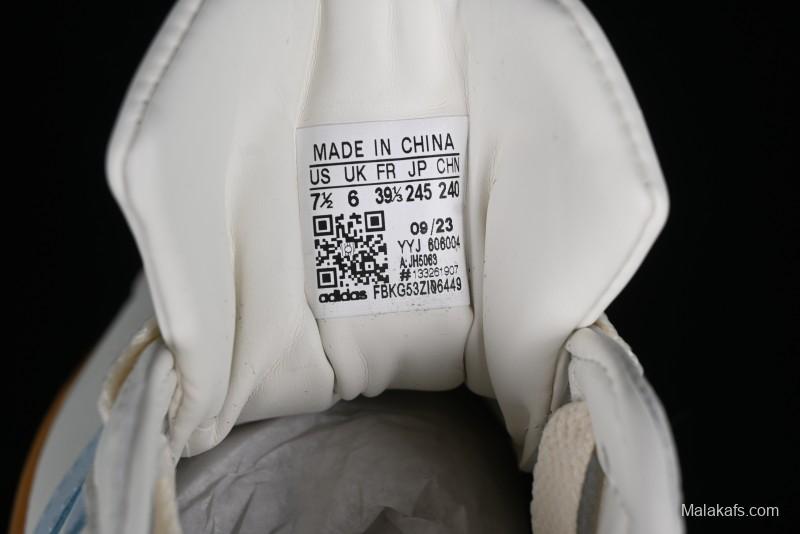 MADE IN CHINA
US UK FR JP CHN
7½ 6 39⅓ 245 240
09/23
YYJ 606004
A:JH5063
#133261907
adidas FBKG53ZI06449
Malakafs.com